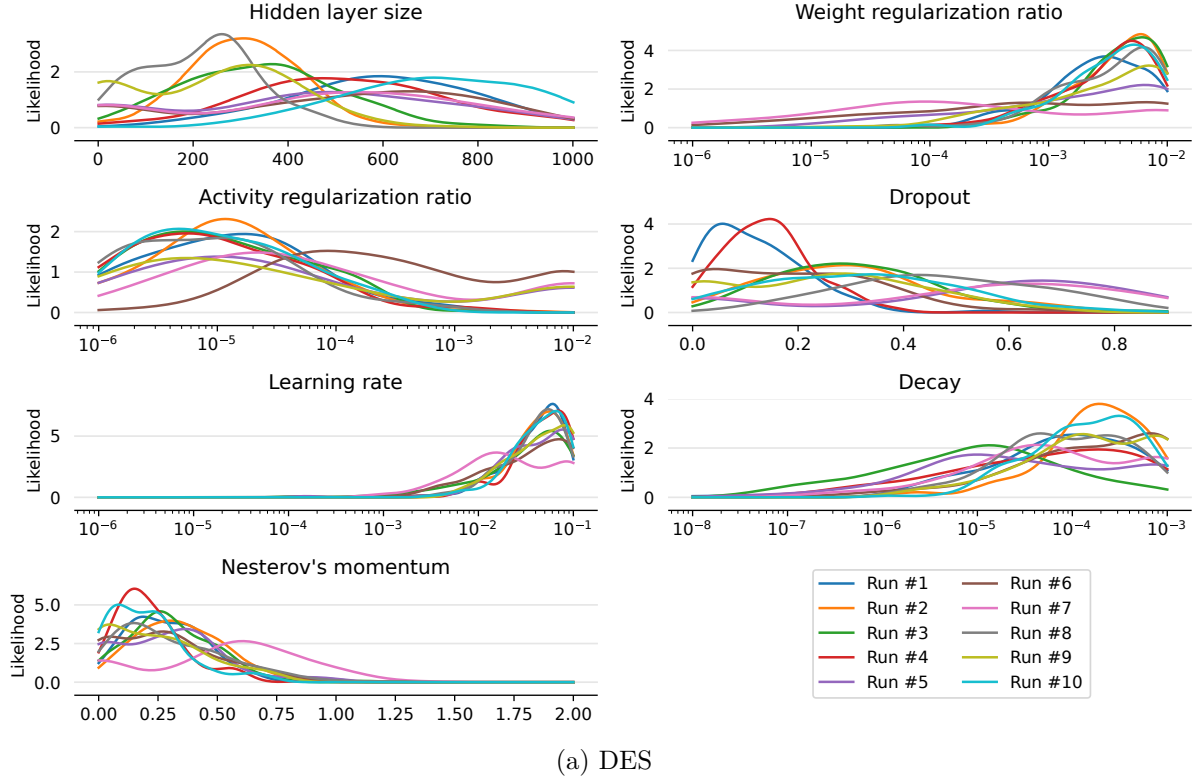 Hidden layer size
Weight regularization ratio
Likelihood
2
0
0 200 400 600 800 1000
Likelihood
4
2
0
10⁻⁶ 10⁻⁵ 10⁻⁴ 10⁻³ 10⁻²
Activity regularization ratio
Dropout
Likelihood
2
1
0
10⁻⁶ 10⁻⁵ 10⁻⁴ 10⁻³ 10⁻²
Likelihood
4
2
0
0.0 0.2 0.4 0.6 0.8
Learning rate
Decay
Likelihood
5
0
10⁻⁶ 10⁻⁵ 10⁻⁴ 10⁻³ 10⁻² 10⁻¹
Likelihood
4
2
0
10⁻⁸ 10⁻⁷ 10⁻⁶ 10⁻⁵ 10⁻⁴ 10⁻³
Nesterov's momentum
Likelihood
5.0
2.5
0.0
0.00 0.25 0.50 0.75 1.00 1.25 1.50 1.75 2.00
Run #1 Run #6
Run #2 Run #7
Run #3 Run #8
Run #4 Run #9
Run #5 Run #10
(a) DES